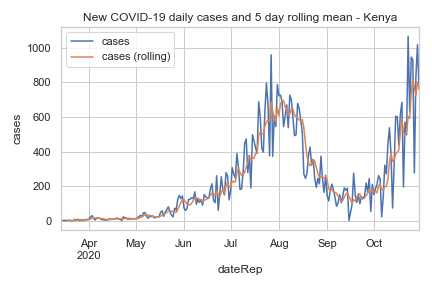 New COVID-19 daily cases and 5 day rolling mean - Kenya
cases
cases (rolling)
cases
1000
800
600
400
200
0
Apr
2020
May
Jun
Jul
Aug
Sep
Oct
dateRep